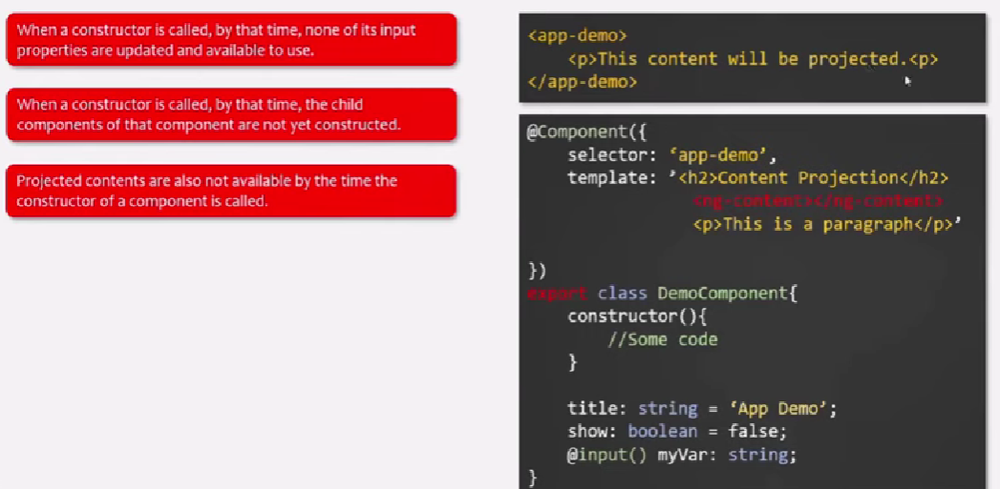 When a constructor is called, by that time, none of its input
properties are updated and available to use.
When a constructor is called, by that time, the child
components of that component are not yet constructed.
Projected contents are also not available by the time the
constructor of a component is called.
<app-demo>
<p>This content will be projected.<p>
</app-demo>
@Component({
selector: ‘app-demo’,
template: ’<h2>Content Projection</h2>
<ng-content></ng-content>
<p>This is a paragraph</p>’
})
export class DemoComponent{
constructor(){
//Some code
}
title: string = ‘App Demo’;
show: boolean = false;
@input() myVar: string;
}